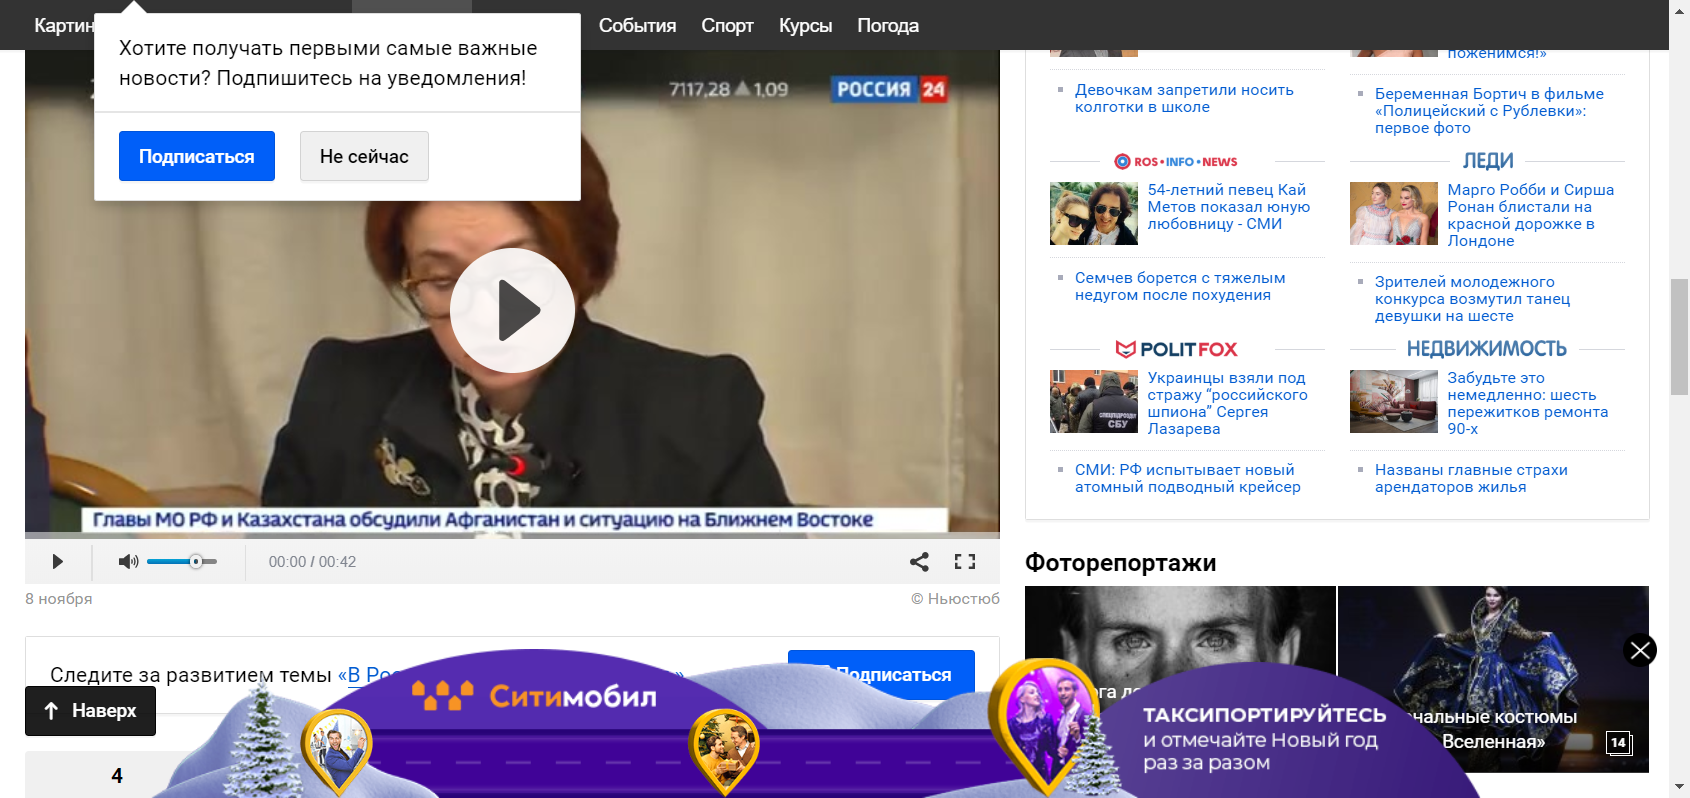 Картин
События
Спорт
Курсы
Погода
Хотите получать первыми самые важные
новости? Подпишитесь на уведомления!
Подписаться
Не сейчас
7117,28 ▲ 1,09
РОССИЯ 24
Главы МО РФ и Казахстана обсудили Афганистан и ситуацию на Ближнем Востоке
00:00 / 00:42
8 ноября
© Ньюстюб
Следите за развитием темы «В Рос
Подписаться
Наверх
4
поженимся!»
Девочкам запретили носить
колготки в школе
Беременная Бортич в фильме
«Полицейский с Рублевки»:
первое фото
ROS•INFO•NEWS
54-летний певец Кай
Метов показал юную
любовницу - СМИ
Семчев борется с тяжелым
недугом после похудения
ЛЕДИ
Марго Робби и Сирша
Ронан блистали на
красной дорожке в
Лондоне
Зрителей молодежного
конкурса возмутил танец
девушки на шесте
POLITFOX
Украинцы взяли под
стражу “российского
шпиона” Сергея
Лазарева
СПЕЦПОДРОЗДІЛ
СБУ
СМИ: РФ испытывает новый
атомный подводный крейсер
НЕДВИЖИМОСТЬ
Забудьте это
немедленно: шесть
пережитков ремонта
90-х
Названы главные страхи
арендаторов жилья
Фоторепортажи
нальные костюмы
Вселенная»
14
Ситимобил
ТАКСИПОРТИРУЙТЕСЬ
и отмечайте Новый год
раз за разом